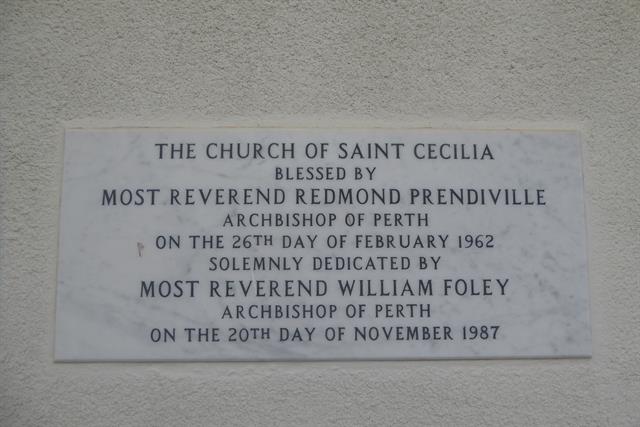 THE CHURCH OF SAINT CECILIA
BLESSED BY
MOST REVEREND REDMOND PRENDIVILLE
ARCHBISHOP OF PERTH
ON THE 26TH DAY OF FEBRUARY 1962
SOLEMNLY DEDICATED BY
MOST REVEREND WILLIAM FOLEY
ARCHBISHOP OF PERTH
ON THE 20TH DAY OF NOVEMBER 1987